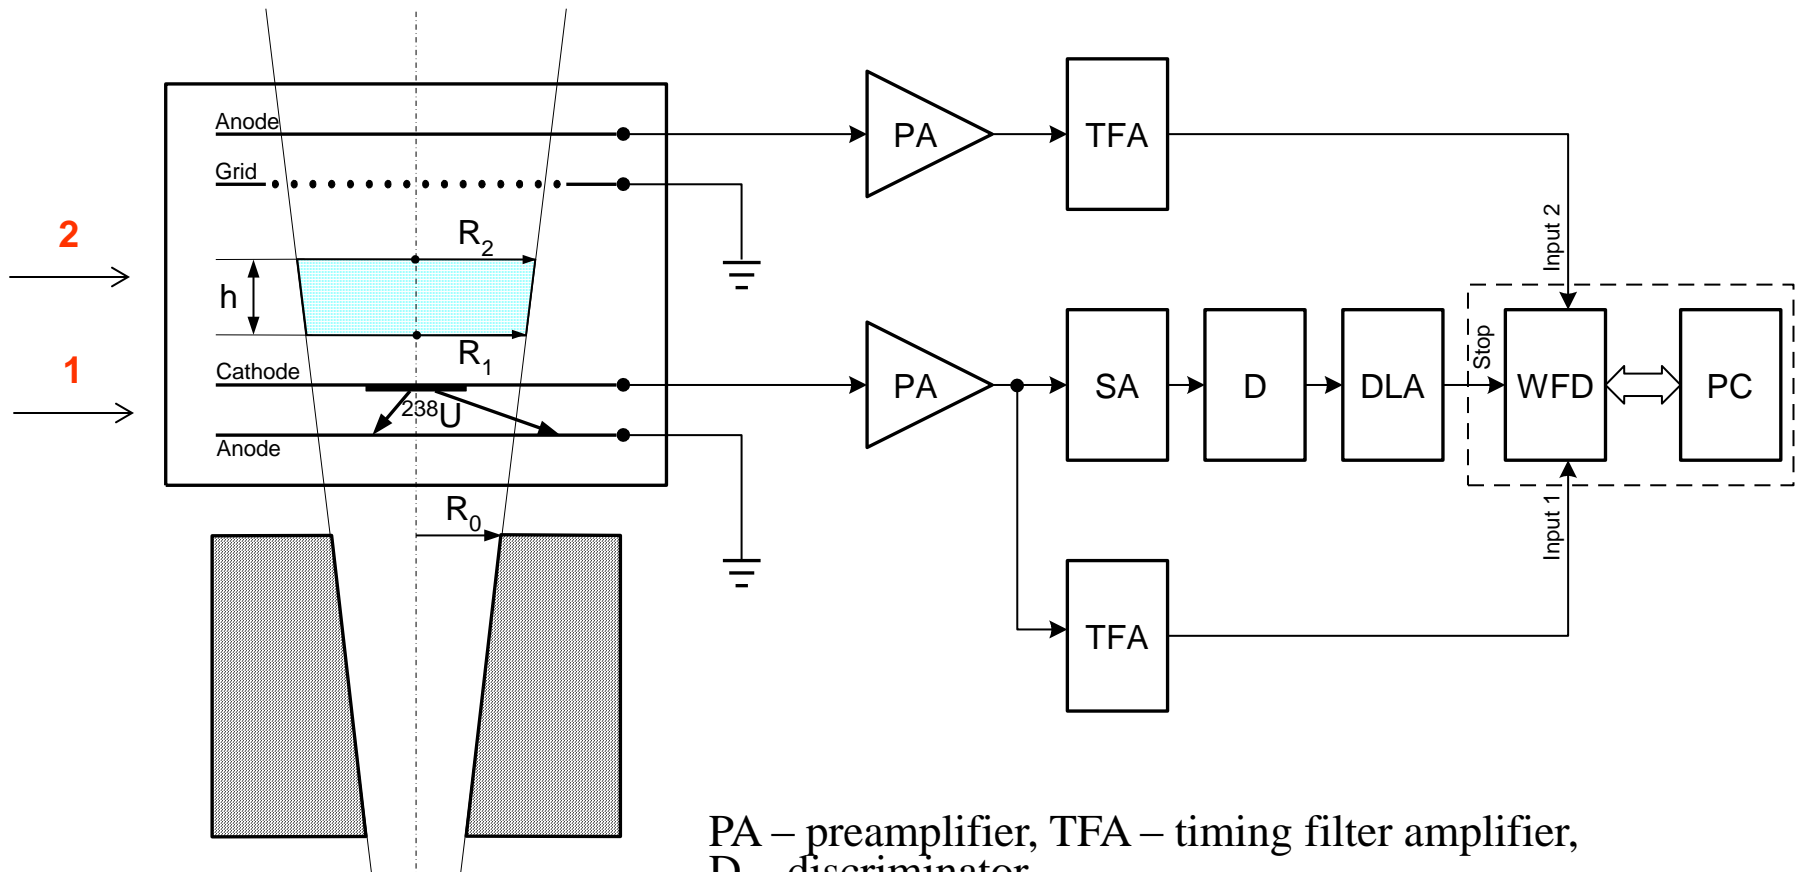 Anode
PA
TFA
Grid
2
R2
Input 2
h
R1
1
Cathode
PA
SA
D
DLA
Stop
WFD
PC
238U
Anode
R0
Input 1
TFA
PA – preamplifier, TFA – timing filter amplifier,
D – discriminator